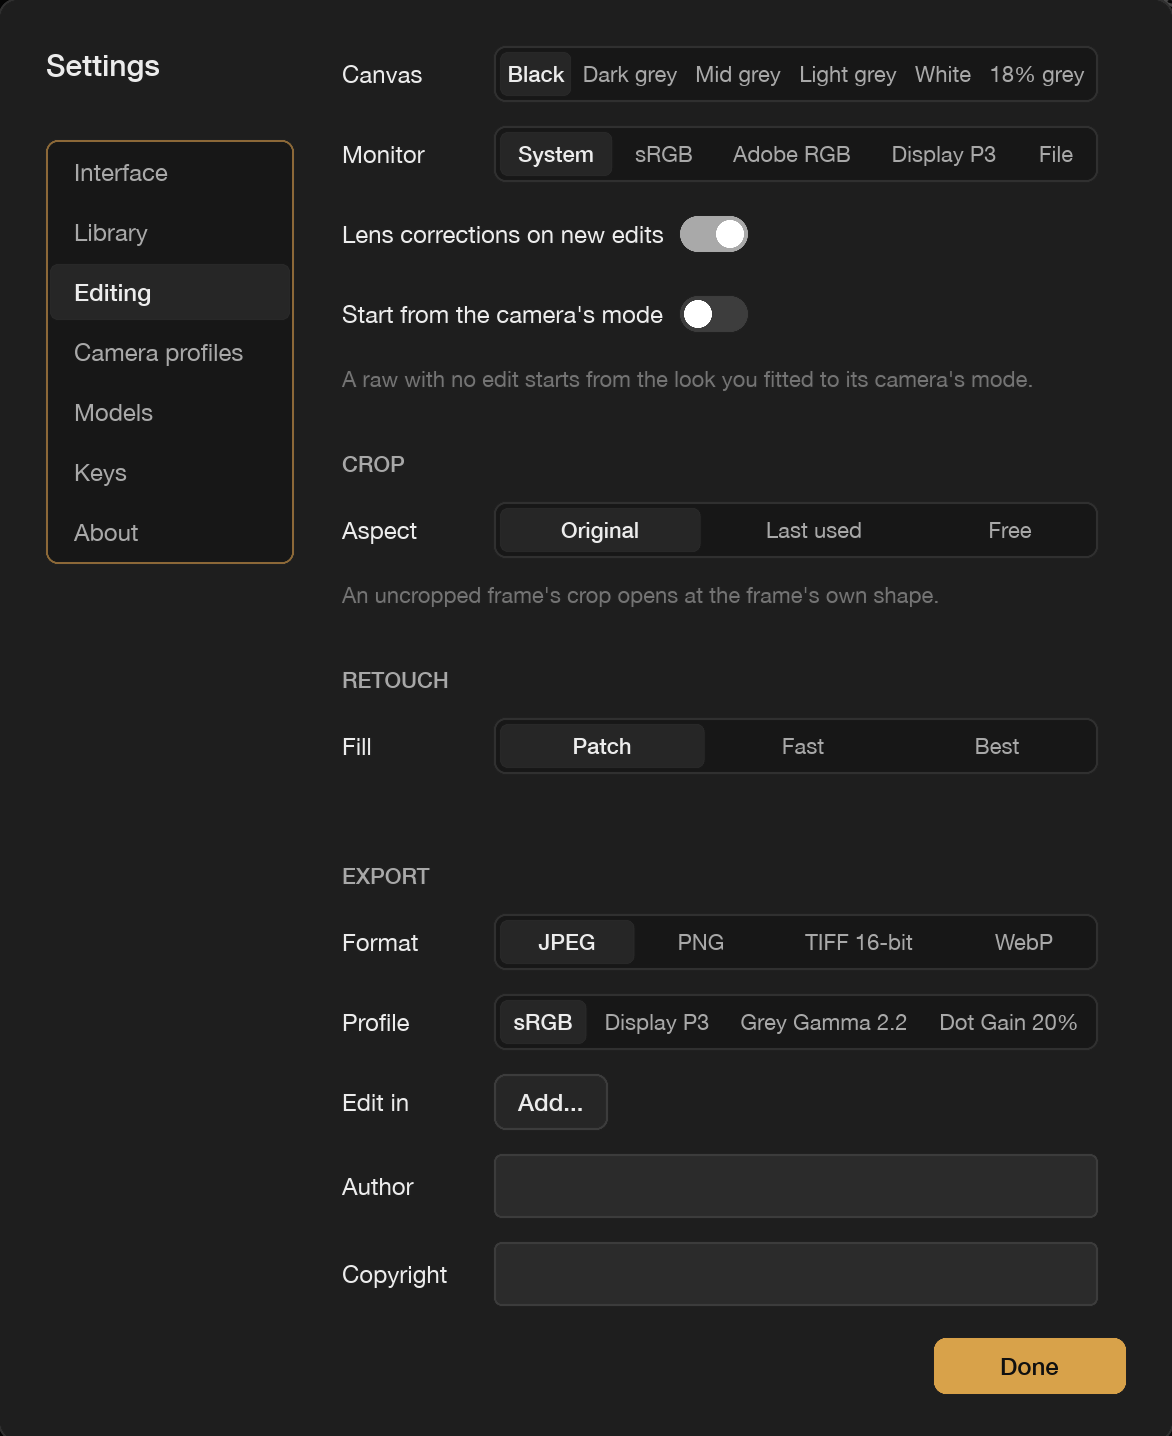 Settings
Interface
Library
Editing
Camera profiles
Models
Keys
About
Canvas Black Dark grey Mid grey Light grey White 18% grey
Monitor System sRGB Adobe RGB Display P3 File
Lens corrections on new edits
Start from the camera's mode
A raw with no edit starts from the look you fitted to its camera's mode.
CROP
Aspect Original Last used Free
An uncropped frame's crop opens at the frame's own shape.
RETOUCH
Fill Patch Fast Best
EXPORT
Format JPEG PNG TIFF 16-bit WebP
Profile sRGB Display P3 Grey Gamma 2.2 Dot Gain 20%
Edit in Add...
Author
Copyright
Done